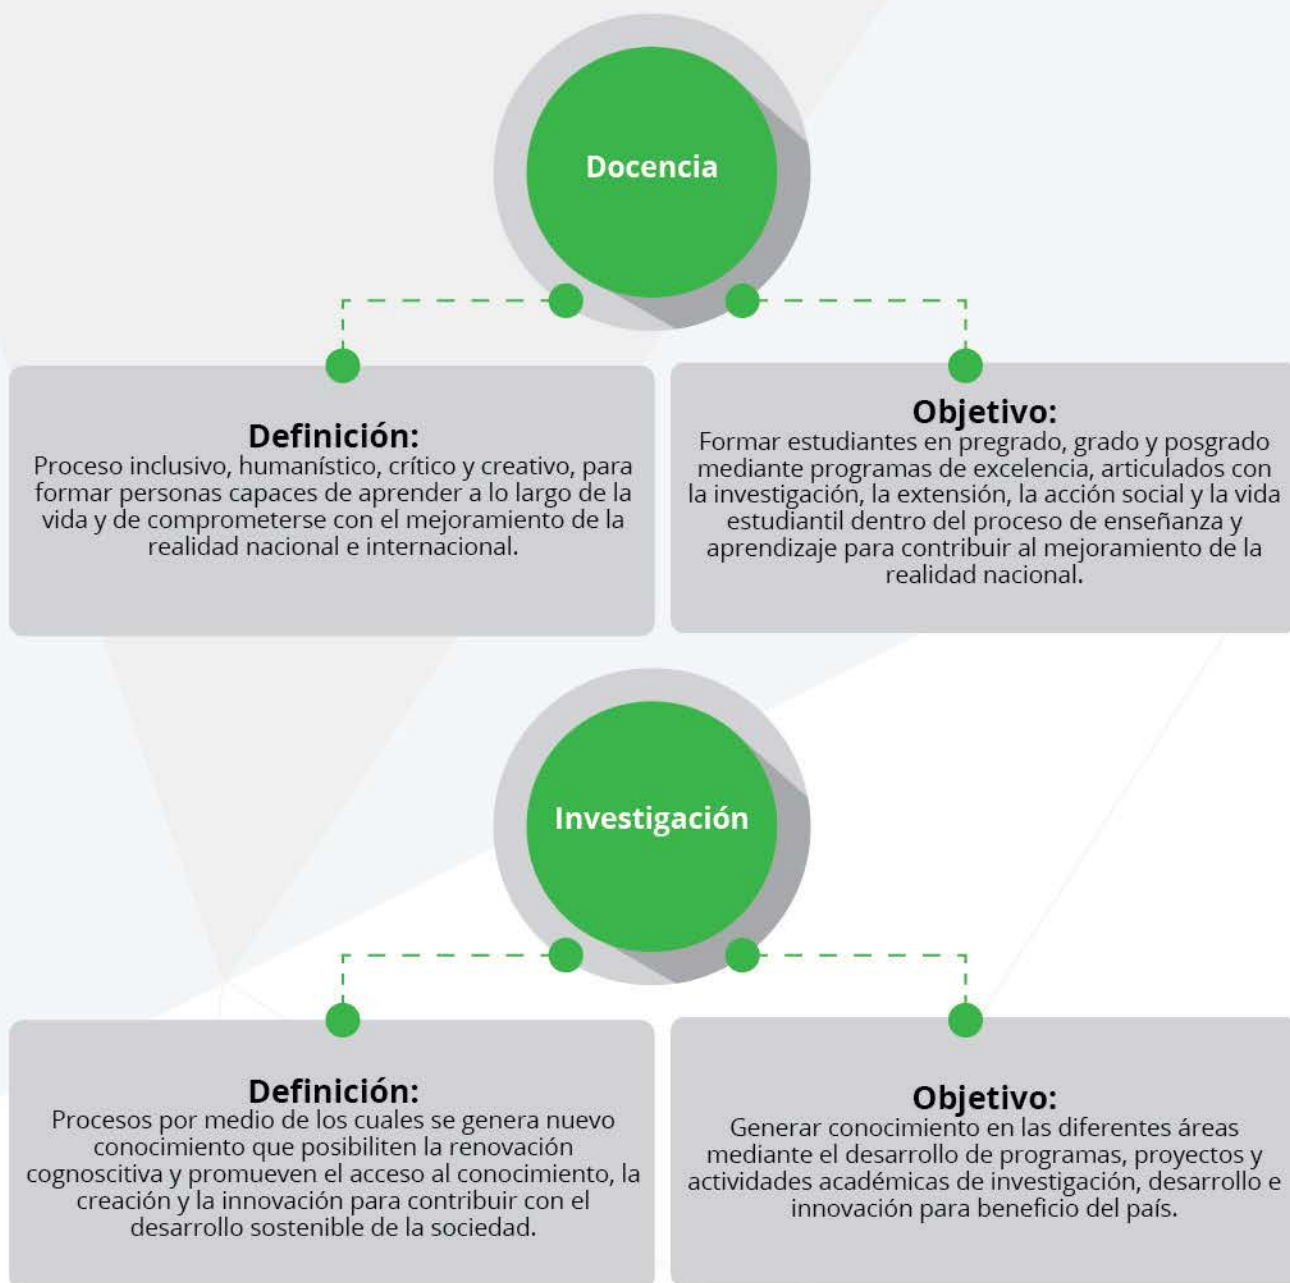 Docencia
Definición:
Proceso inclusivo, humanístico, crítico y creativo, para
formar personas capaces de aprender a lo largo de la
vida y de comprometerse con el mejoramiento de la
realidad nacional e internacional.
Objetivo:
Formar estudiantes en pregrado, grado y posgrado
mediante programas de excelencia, articulados con
la investigación, la extensión, la acción social y la vida
estudiantil dentro del proceso de enseñanza y
aprendizaje para contribuir al mejoramiento de la
realidad nacional.
Investigación
Definición:
Procesos por medio de los cuales se genera nuevo
conocimiento que posibiliten la renovación
cognoscitiva y promueven el acceso al conocimiento, la
creación y la innovación para contribuir con el
desarrollo sostenible de la sociedad.
Objetivo:
Generar conocimiento en las diferentes áreas
mediante el desarrollo de programas, proyectos y
actividades académicas de investigación, desarrollo e
innovación para beneficio del país.